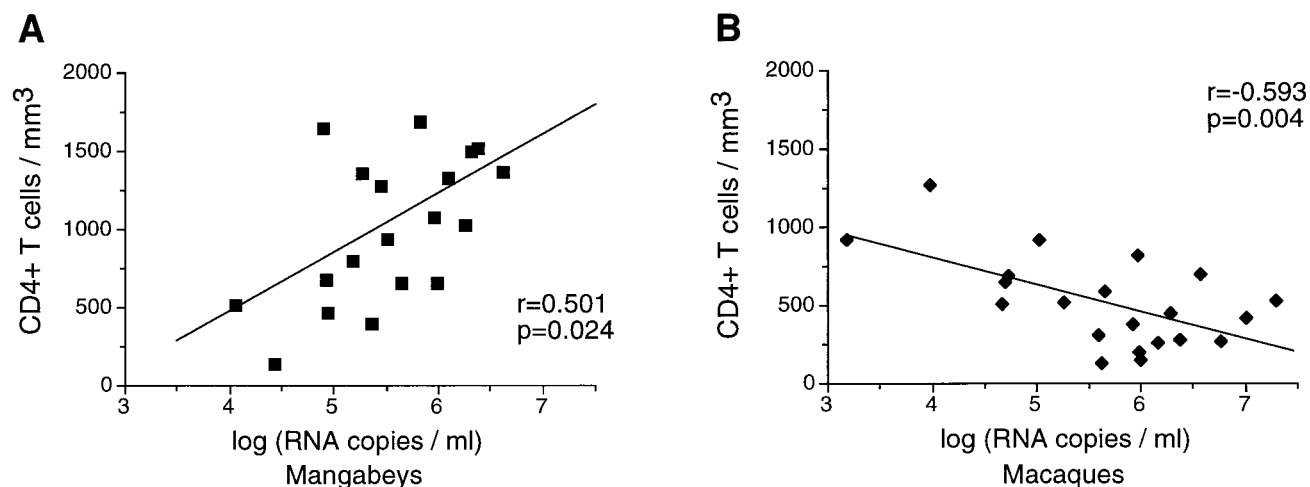 A
2000
1500
1000
500
0
CD4+ T cells / mm3
r=0.501
p=0.024
3 4 5 6 7
log (RNA copies / ml)
Mangabeys
B
2000
1500
1000
500
0
CD4+ T cells / mm3
r=-0.593
p=0.004
3 4 5 6 7
log (RNA copies / ml)
Macaques